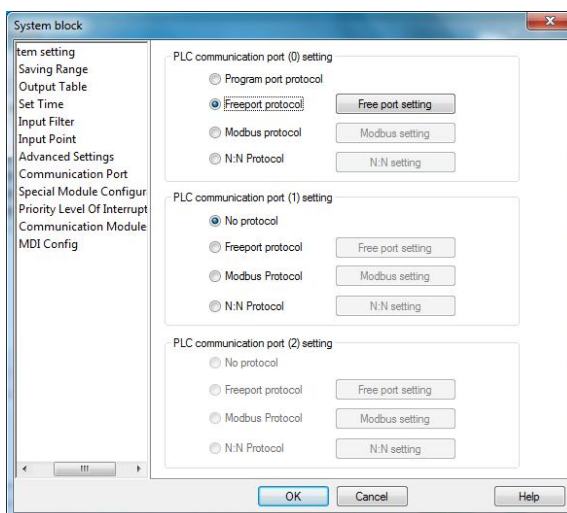 System block
tem setting
Saving Range
Output Table
Set Time
Input Filter
Input Point
Advanced Settings
Communication Port
Special Module Configur
Priority Level Of Interrupt
Communication Module
MDI Config
PLC communication port (0) setting
Program port protocol
Freeport protocol Free port setting
Modbus protocol Modbus setting
N:N Protocol N:N setting
PLC communication port (1) setting
No protocol
Freeport protocol Free port setting
Modbus Protocol Modbus setting
N:N Protocol N:N setting
PLC communication port (2) setting
No protocol
Freeport protocol Free port setting
Modbus Protocol Modbus setting
N:N Protocol N:N setting
OK Cancel Help